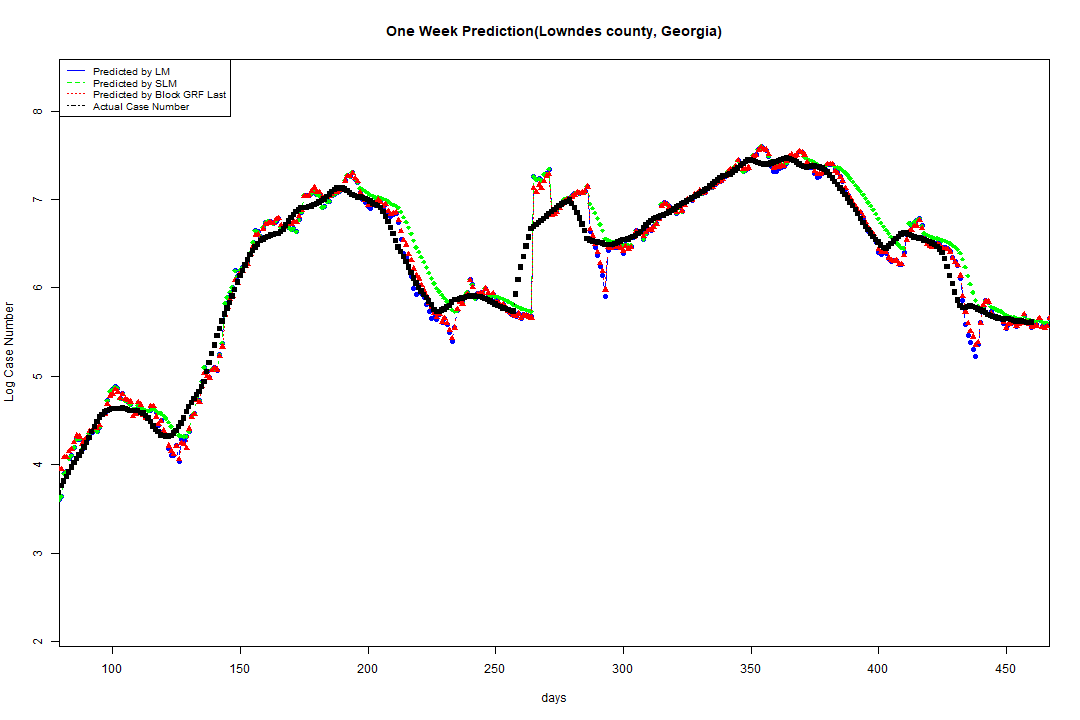 One Week Prediction(Lowndes county, Georgia)
Predicted by LM
Predicted by SLM
Predicted by Block GRF Last
Actual Case Number
Log Case Number
8
7
6
5
4
3
2
100 150 200 250 300 350 400 450
days